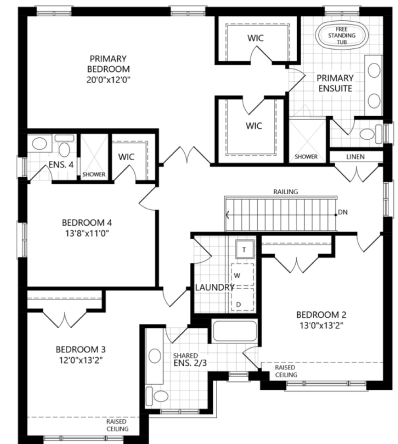 PRIMARY
BEDROOM
20'0"x12'0"
WIC
FREE
STANDING
TUB
PRIMARY
ENSUITE
WIC
ENS. 4
SHOWER
WIC
SHOWER
LINEN
RAILING
DN
BEDROOM 4
13'8"x11'0"
T
W
LAUNDRY
D
BEDROOM 2
13'0"x13'2"
BEDROOM 3
12'0"x13'2"
SHARED
ENS. 2/3
RAISED
CEILING
RAISED
CEILING